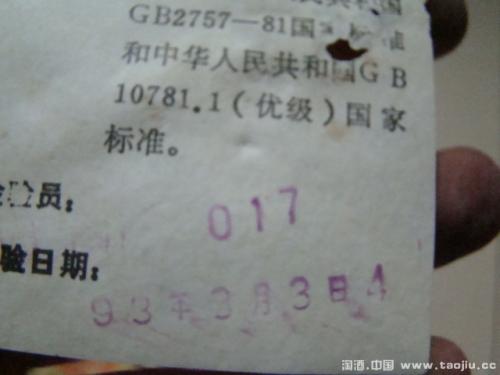 GB2757—81国
和中华人民共和国GB
10781.1(优级)国家
标准。
验员:
017
验日期:
93年3月3日4
淘酒.中国 www.taojiu.cc